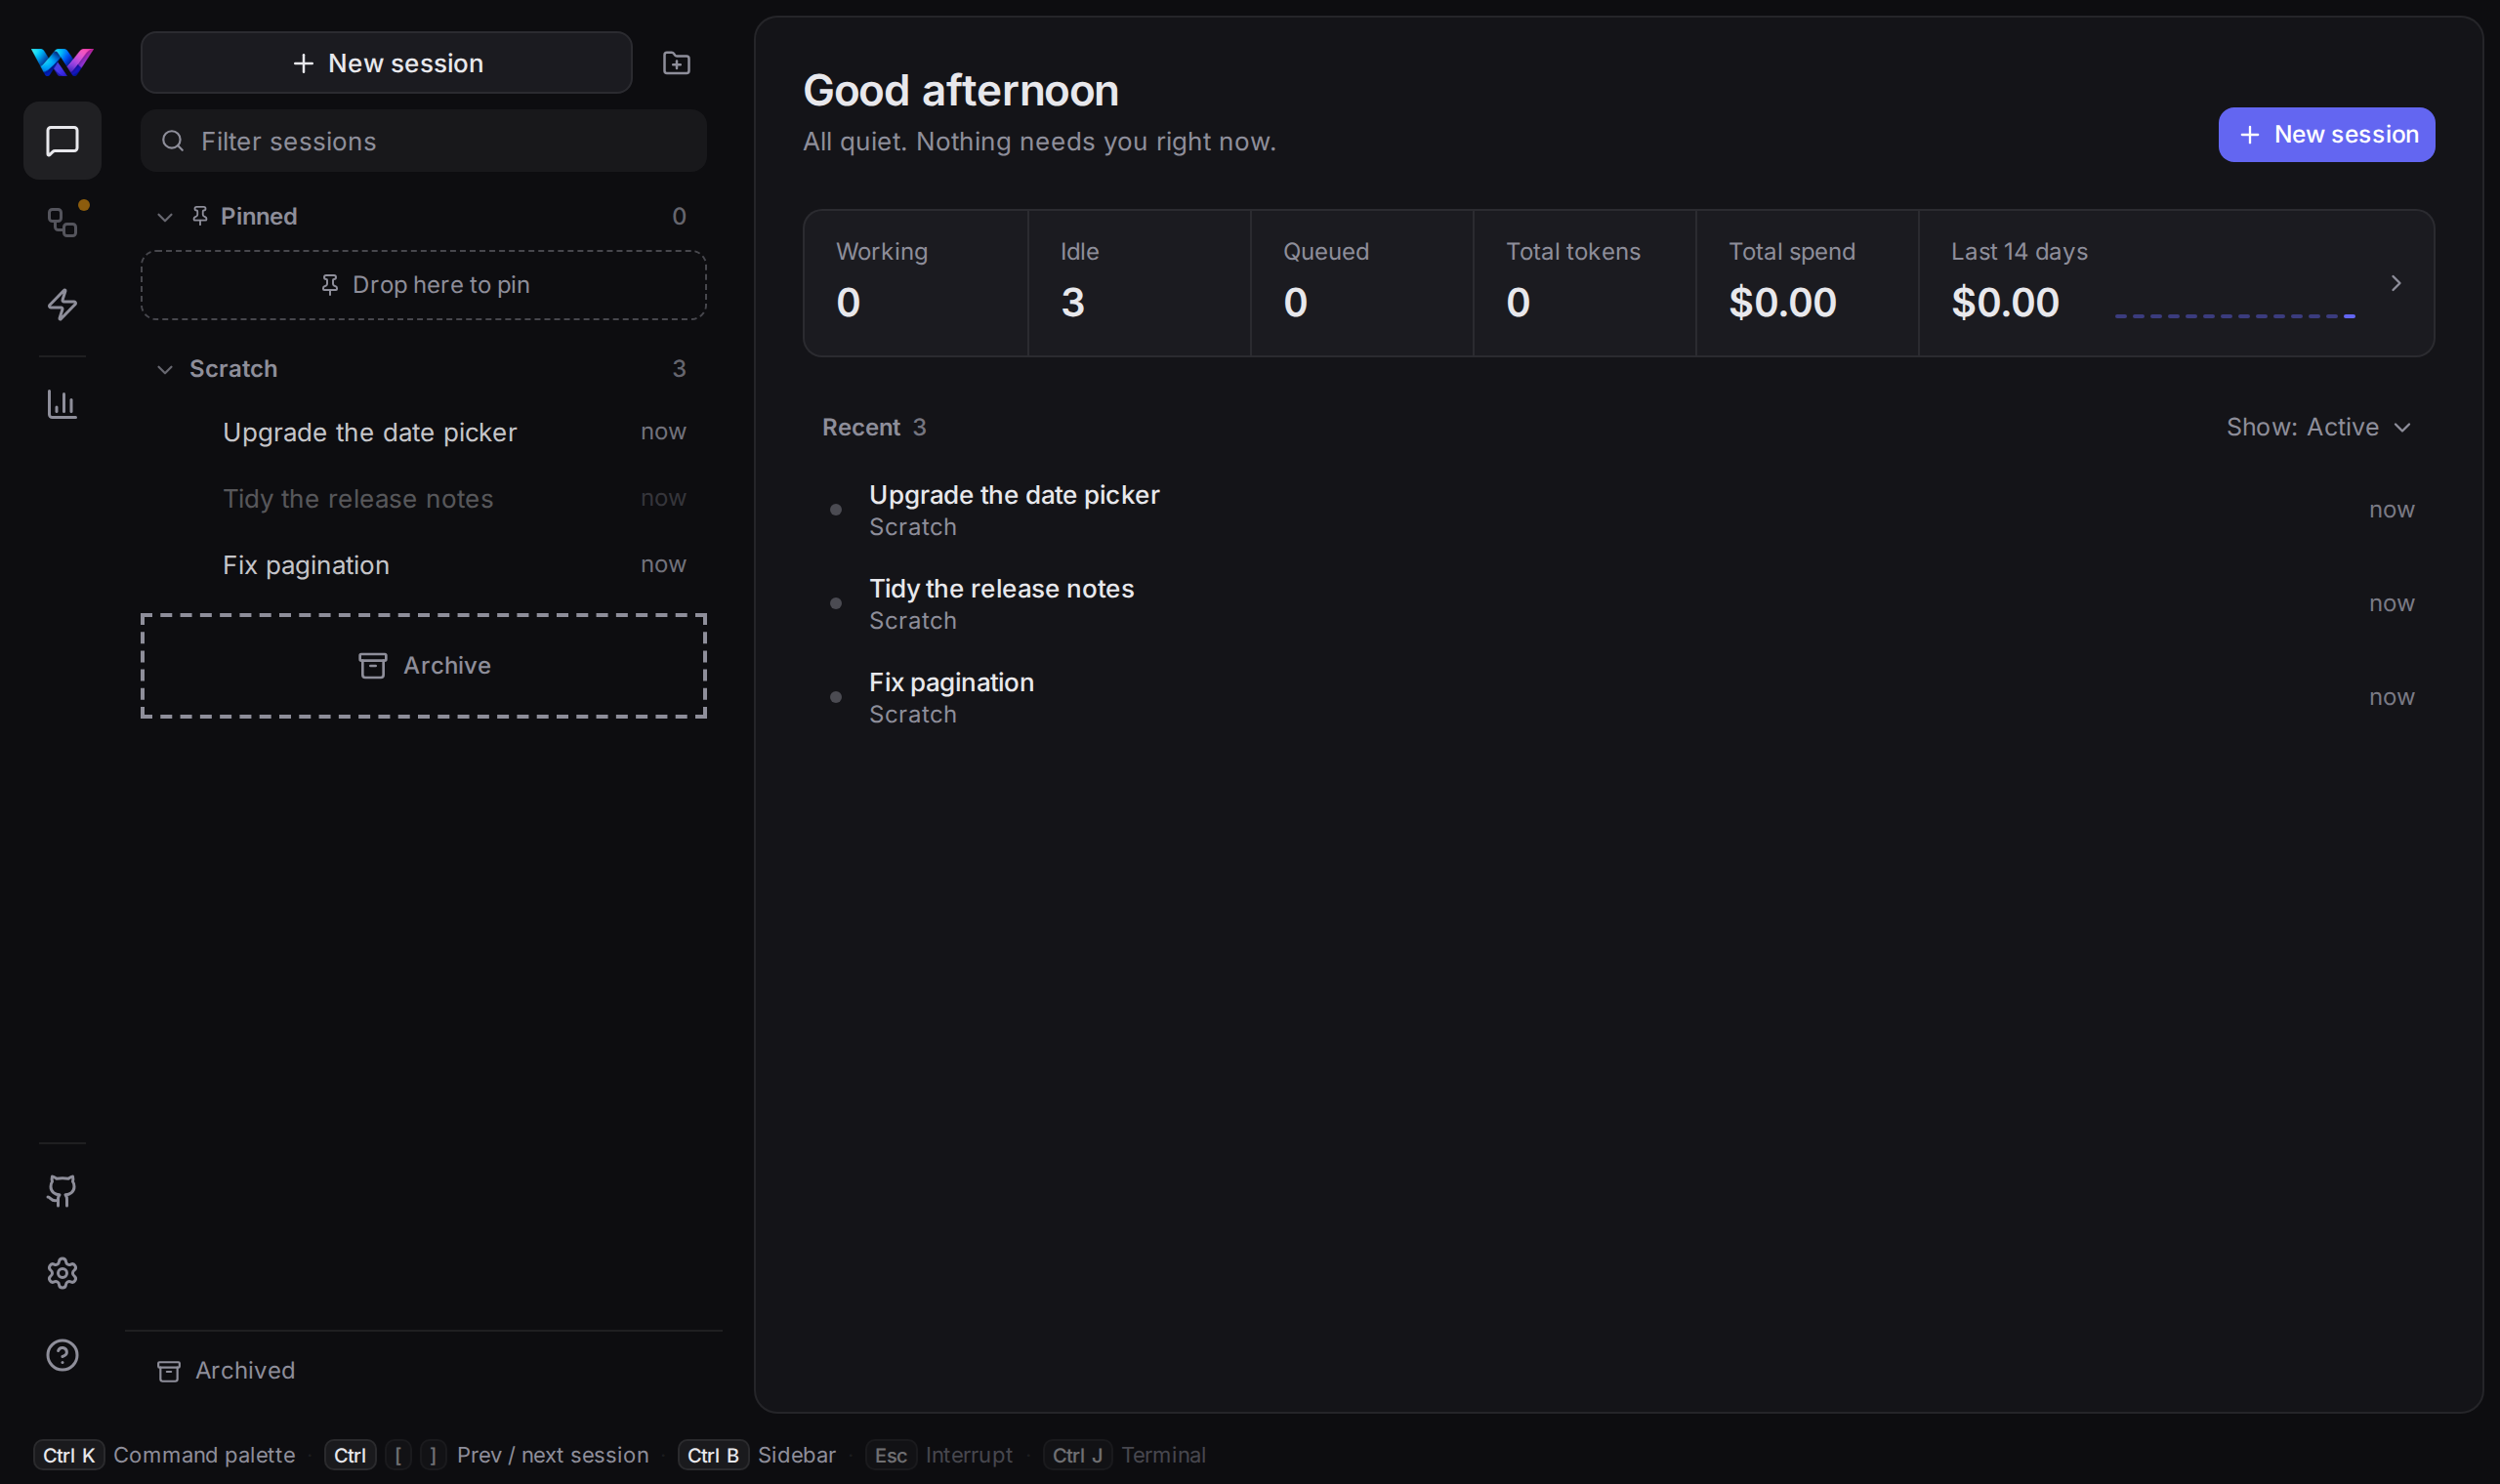 New session
Filter sessions
Pinned 0
Drop here to pin
Scratch 3
Upgrade the date picker now
Tidy the release notes now
Fix pagination now
Archive
Archived
Good afternoon
All quiet. Nothing needs you right now.
New session
Working Idle Queued Total tokens Total spend Last 14 days
0 3 0 0 $0.00 $0.00
Recent 3 Show: Active
Upgrade the date picker
Scratch
now
Tidy the release notes
Scratch
now
Fix pagination
Scratch
now
Ctrl K Command palette · Ctrl [ ] Prev / next session · Ctrl B Sidebar · Esc Interrupt · Ctrl J Terminal